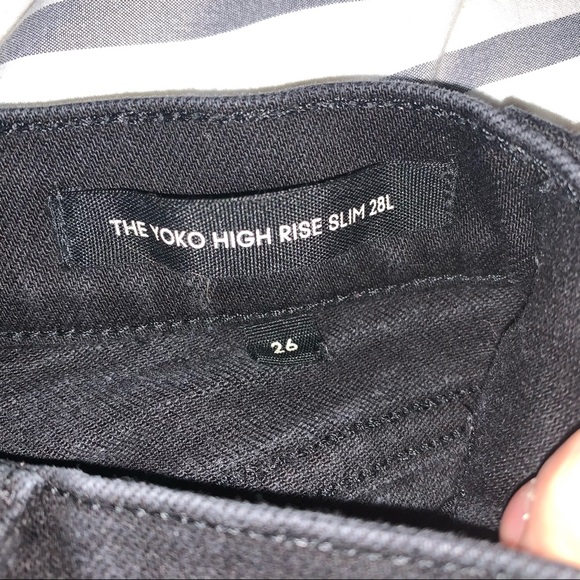 THE YOKO HIGH RISE SLIM 28L
26